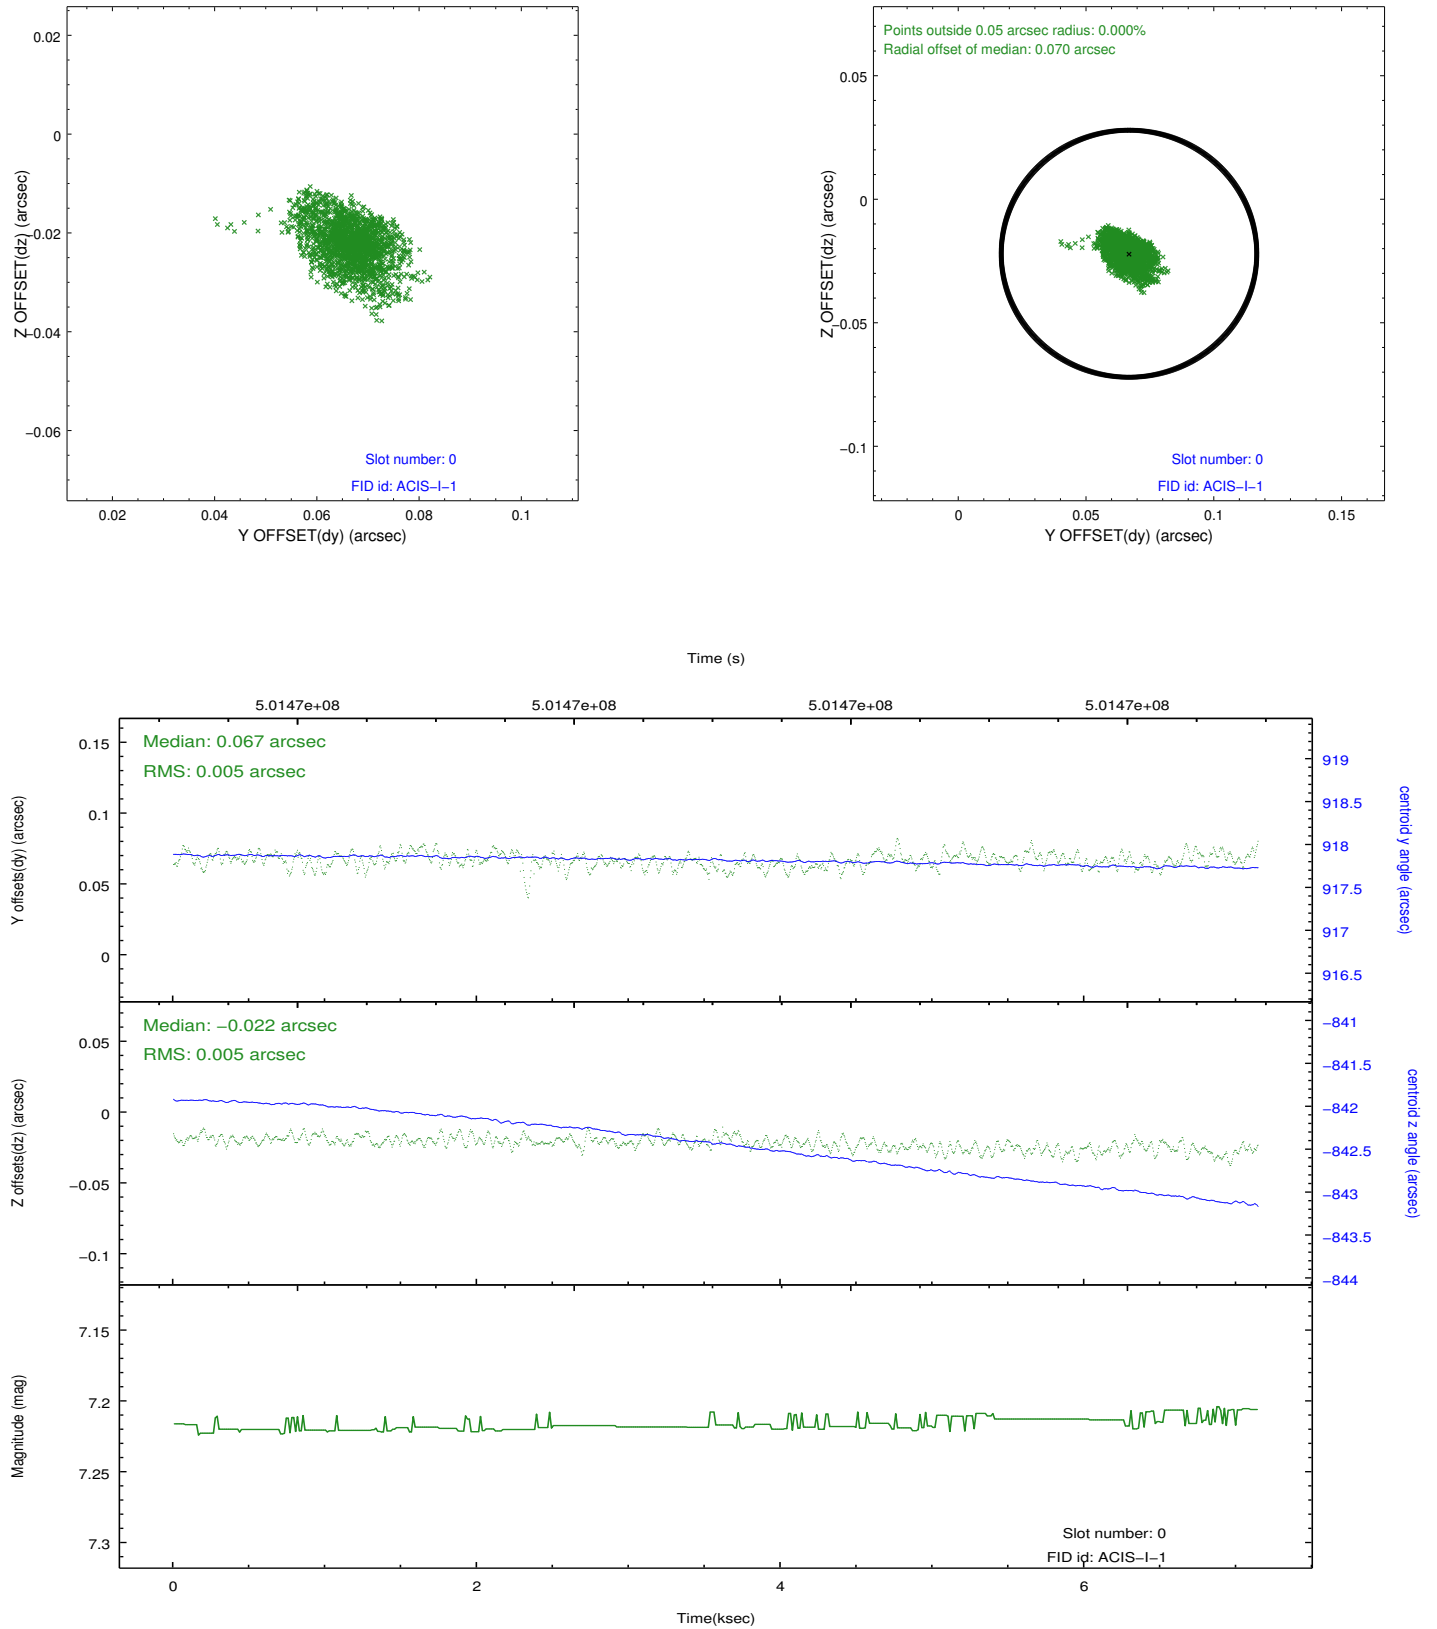 0.02
0
−0.02
−0.04
−0.06
Z OFFSET(dz) (arcsec)
Slot number: 0
FID id: ACIS−I−1
0.02 0.04 0.06 0.08 0.1
Y OFFSET(dy) (arcsec)
Points outside 0.05 arcsec radius: 0.000%
Radial offset of median: 0.070 arcsec
0.05
0
−0.05
−0.1
Z OFFSET(dz) (arcsec)
Slot number: 0
FID id: ACIS−I−1
0 0.05 0.1 0.15
Y OFFSET(dy) (arcsec)
Time (s)
5.0147e+08 5.0147e+08 5.0147e+08 5.0147e+08
Median: 0.067 arcsec
RMS: 0.005 arcsec
0.15
0.1
0.05
0
Y offsets(dy) (arcsec)
919
918.5
918
917.5
917
916.5
centroid y angle (arcsec)
Median: −0.022 arcsec
RMS: 0.005 arcsec
0.05
0
−0.05
−0.1
Z offsets(dz) (arcsec)
−841
−841.5
−842
−842.5
−843
−843.5
−844
centroid z angle (arcsec)
7.15
7.2
7.25
7.3
Magnitude (mag)
Slot number: 0
FID id: ACIS−I−1
0 2 4 6
Time(ksec)